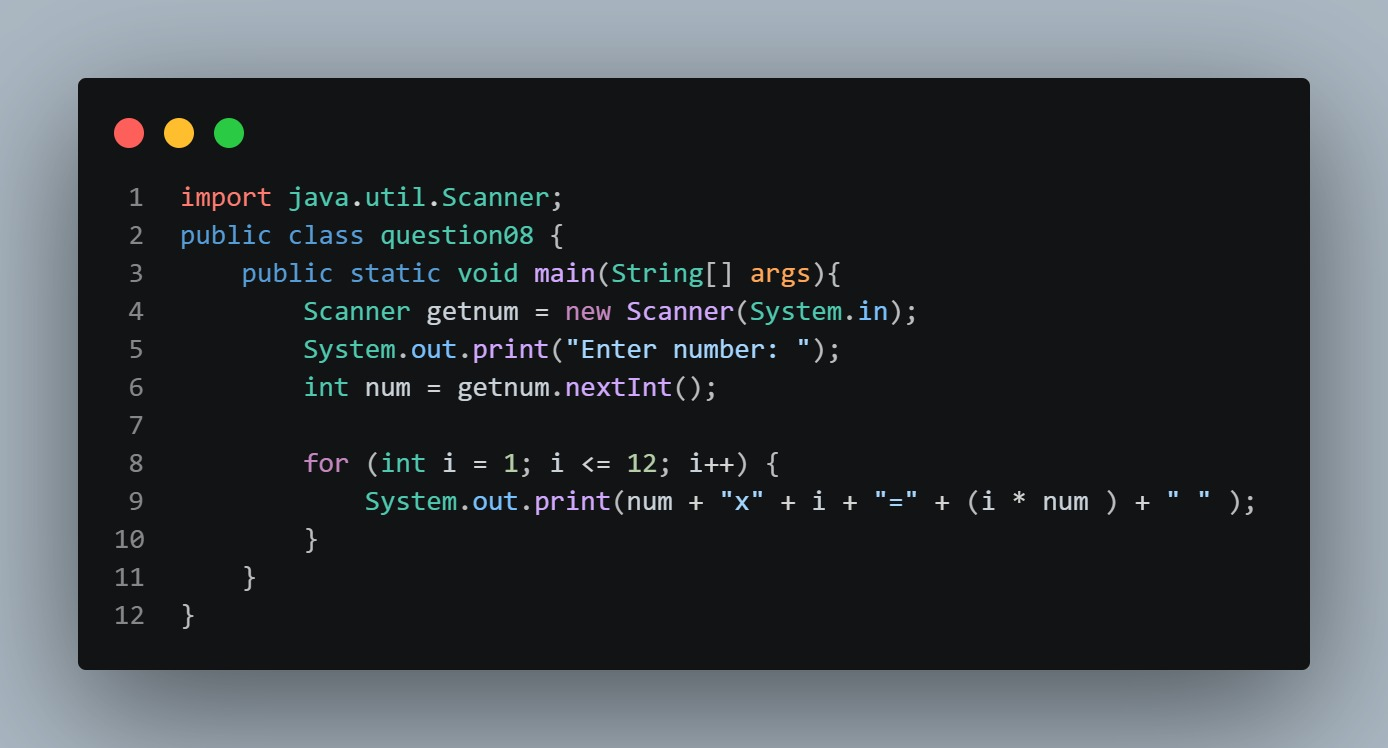 1 import java.util.Scanner;
2 public class question08 {
3     public static void main(String[] args){
4         Scanner getnum = new Scanner(System.in);
5         System.out.print("Enter number: ");
6         int num = getnum.nextInt();
7
8         for (int i = 1; i <= 12; i++) {
9             System.out.print(num + "x" + i + "=" + (i * num ) + " " );
10         }
11     }
12 }